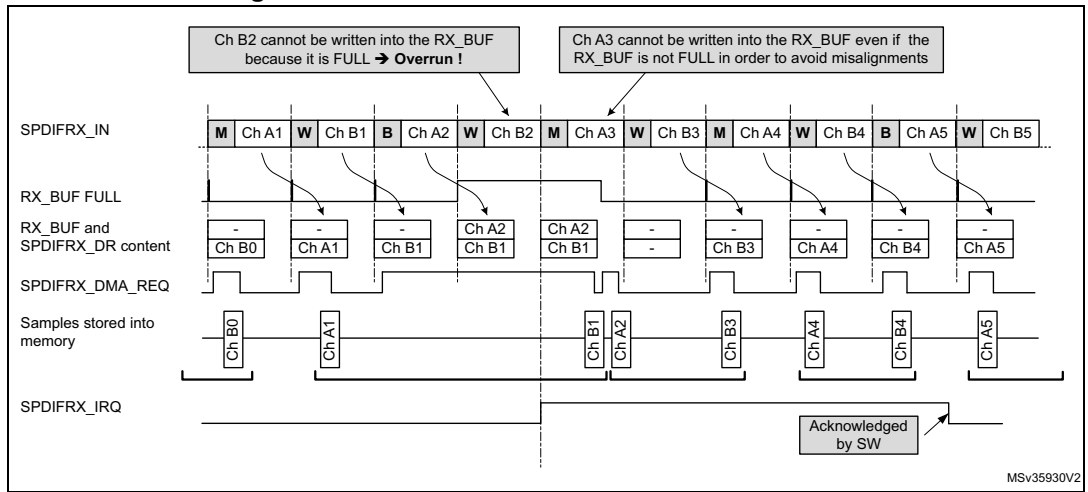 Ch B2 cannot be written into the RX_BUF
because it is FULL ➔ Overrun !
Ch A3 cannot be written into the RX_BUF even if the
RX_BUF is not FULL in order to avoid misalignments
SPDIFRX_IN
M Ch A1 W Ch B1 B Ch A2 W Ch B2 M Ch A3 W Ch B3 M Ch A4 W Ch B4 B Ch A5 W Ch B5
RX_BUF FULL
RX_BUF and
SPDIFRX_DR content
- - - Ch A2 Ch A2 - - - - -
Ch B0 Ch A1 Ch B1 Ch B1 Ch B1 - Ch B3 Ch A4 Ch B4 Ch A5
SPDIFRX_DMA_REQ
Samples stored into
memory
Ch B0 Ch A1 Ch B1 Ch A2 Ch B3 Ch A4 Ch B4 Ch A5
SPDIFRX_IRQ
Acknowledged
by SW
MSv35930V2